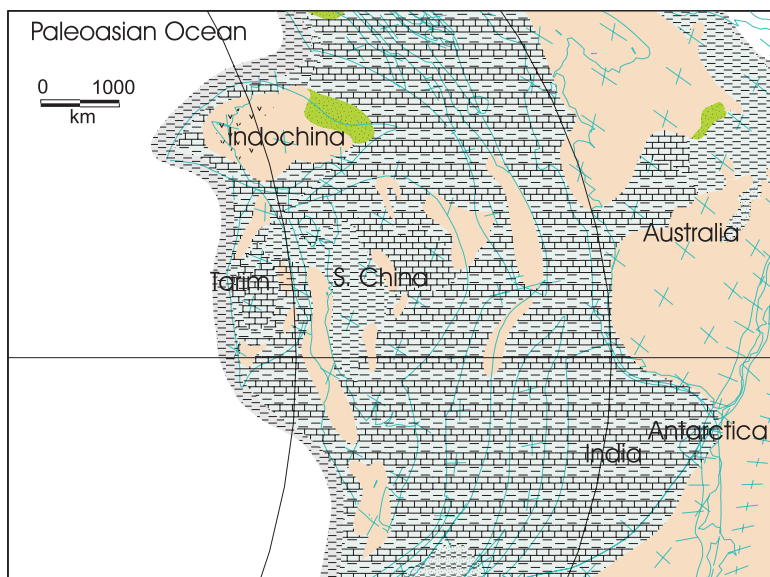 Paleoasian Ocean
0 1000
km
Indochina
Australia
Tarim
S. China
Antarctica
India